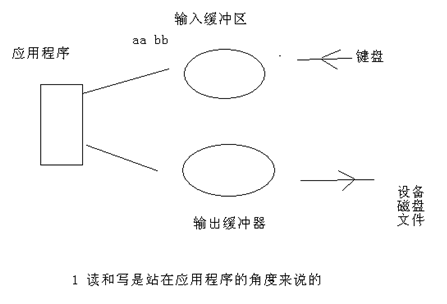 输入缓冲区
aa bb
应用程序
键盘
设备
磁盘
文件
输出缓冲器
1 读和写是站在应用程序的角度来说的